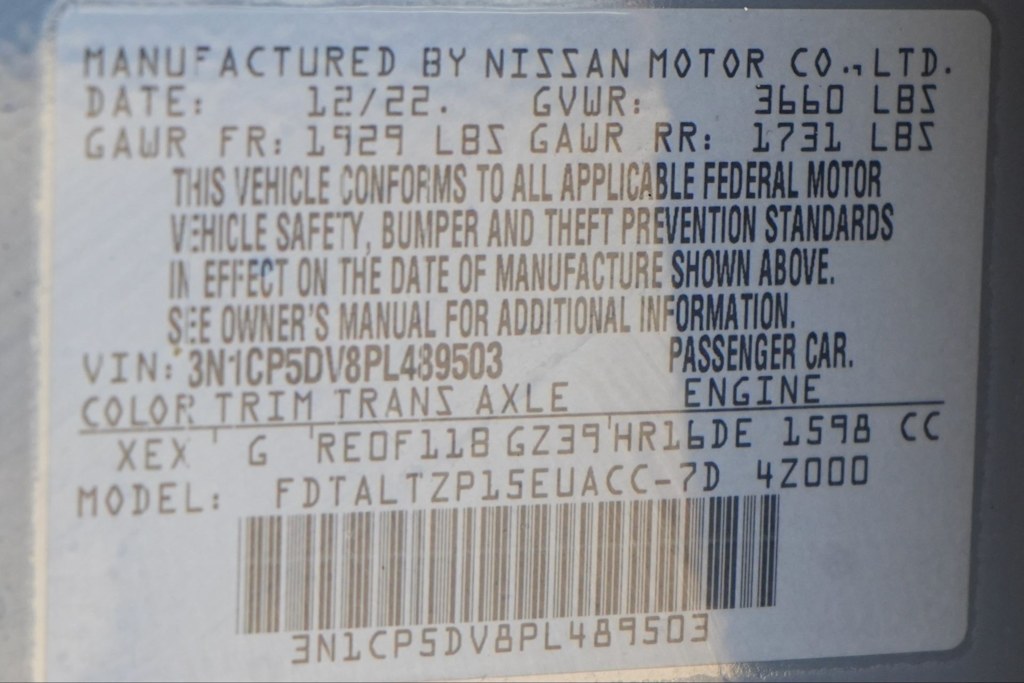 MANUFACTURED BY NISSAN MOTOR CO., LTD.
DATE: 12/22. GVWR: 3660 LBS
GAWR FR: 1929 LBS GAWR RR: 1731 LBS
THIS VEHICLE CONFORMS TO ALL APPLICABLE FEDERAL MOTOR
VEHICLE SAFETY, BUMPER AND THEFT PREVENTION STANDARDS
IN EFFECT ON THE DATE OF MANUFACTURE SHOWN ABOVE.
SEE OWNER'S MANUAL FOR ADDITIONAL INFORMATION.
VIN: 3N1CP5DV8PL489503 PASSENGER CAR.
COLOR TRIM TRANS AXLE ENGINE
XEX ' G 'RE0F11B GZ39'HR16DE 1598 CC
MODEL: FDTALTZP15EUACC-7D 4Z000
3N1CP5DV8PL489503